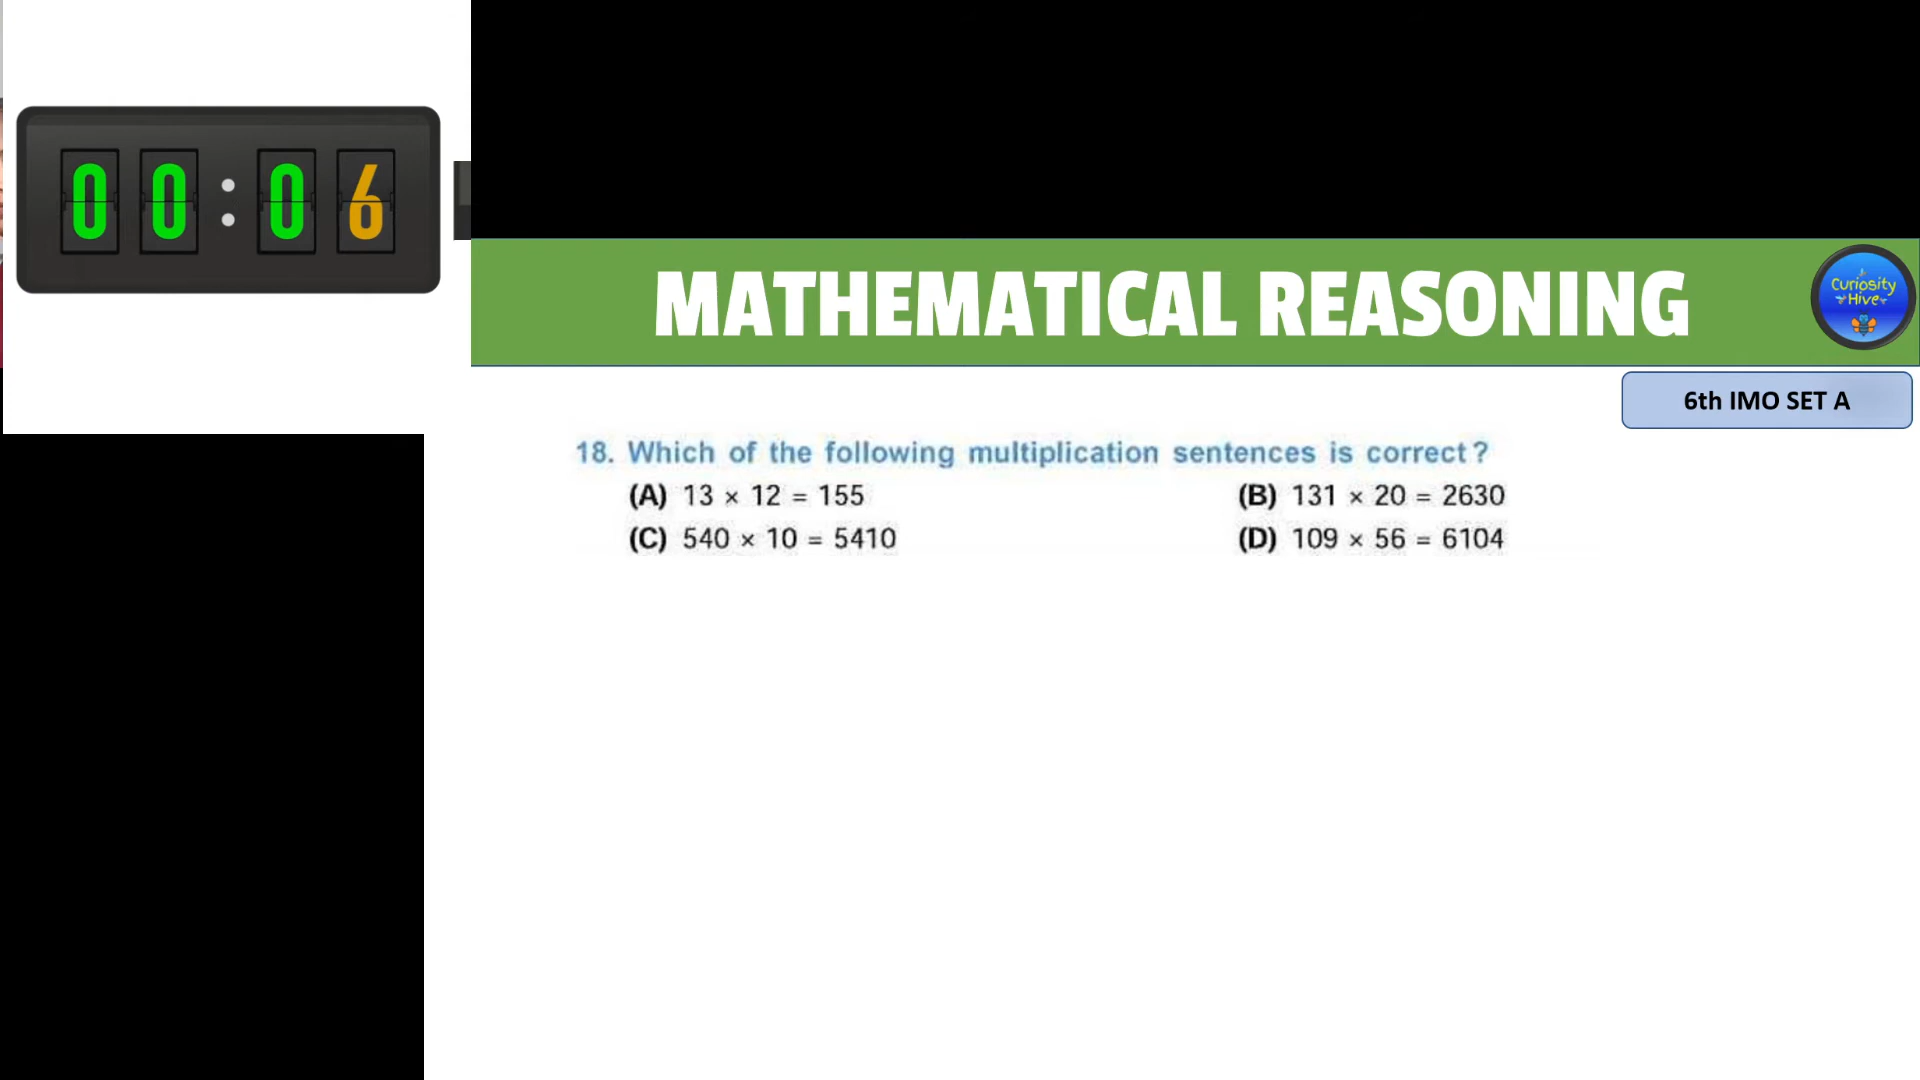 00:06
MATHEMATICAL REASONING
Curiosity
Hive
6th IMO SET A
18. Which of the following multiplication sentences is correct?
(A) 13 × 12 = 155
(B) 131 × 20 = 2630
(C) 540 × 10 = 5410
(D) 109 × 56 = 6104